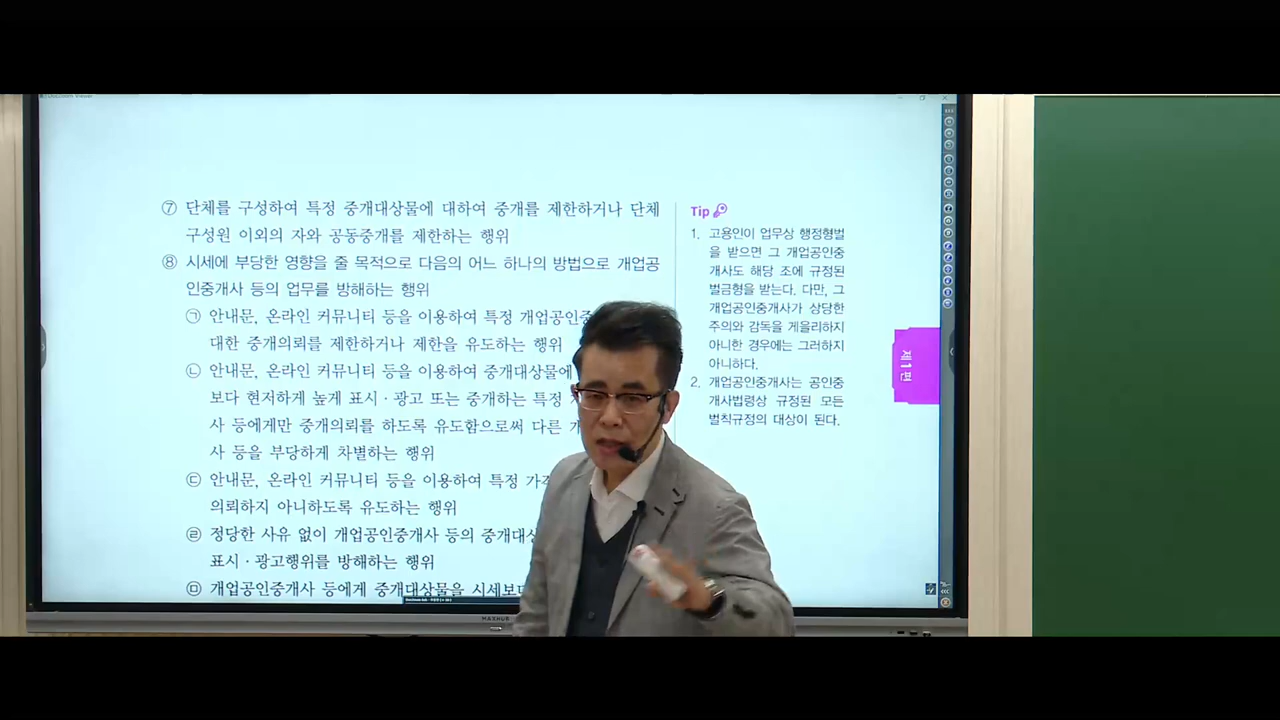 ⑦ 단체를 구성하여 특정 중개대상물에 대하여 중개를 제한하거나 단체
구성원 이외의 자와 공동중개를 제한하는 행위
⑧ 시세에 부당한 영향을 줄 목적으로 다음의 어느 하나의 방법으로 개업공
인중개사 등의 업무를 방해하는 행위
㉠ 안내문, 온라인 커뮤니티 등을 이용하여 특정 개업공인중
대한 중개의뢰를 제한하거나 제한을 유도하는 행위
㉡ 안내문, 온라인 커뮤니티 등을 이용하여 중개대상물에
보다 현저하게 높게 표시·광고 또는 중개하는 특정
사 등에게만 중개의뢰를 하도록 유도함으로써 다른
사 등을 부당하게 차별하는 행위
㉢ 안내문, 온라인 커뮤니티 등을 이용하여 특정
의뢰하지 아니하도록 유도하는 행위
㉣ 정당한 사유 없이 개업공인중개사 등의
표시·광고행위를 방해하는 행위
㉤ 개업공인중개사 등에게 중개대상물을 시세보다
Tip
1. 고용인이 업무상 행정형벌
을 받으면 그 개업공인중
개사도 해당 조에 규정된
벌금형을 받는다. 다만, 그
개업공인중개사가 상당한
주의와 감독을 게을리하지
아니한 경우에는 그러하지
아니하다.
2. 개업공인중개사는 공인중
개사법령상 규정된 모든
벌칙규정의 대상이 된다.
제1편
MAXHUB